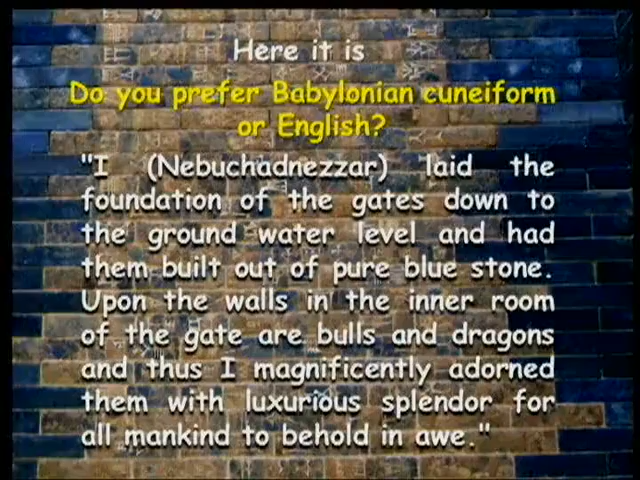 Here it is
Do you prefer Babylonian cuneiform
or English?
"I (Nebuchadnezzar) laid the
foundation of the gates down to
the ground water level and had
them built out of pure blue stone.
Upon the walls in the inner room
of the gate are bulls and dragons
and thus I magnificently adorned
them with luxurious splendor for
all mankind to behold in awe."